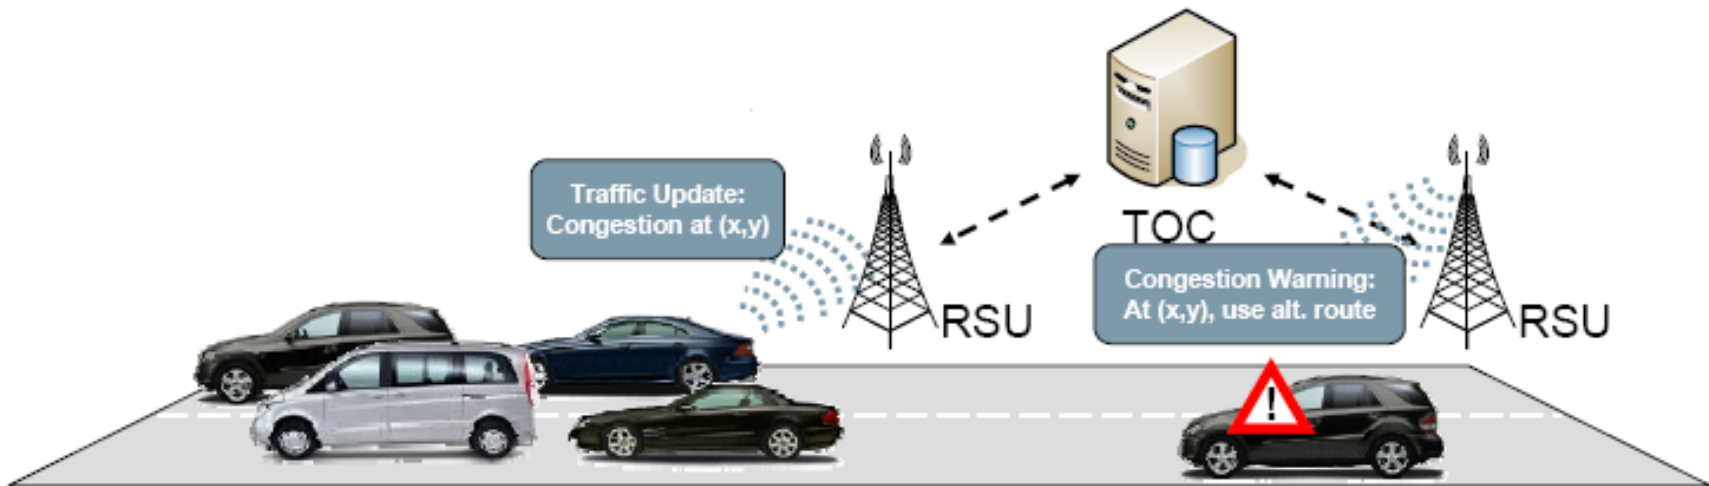 Traffic Update:
Congestion at (x,y)
RSU
TOC
Congestion Warning:
At (x,y), use alt. route
RSU
!